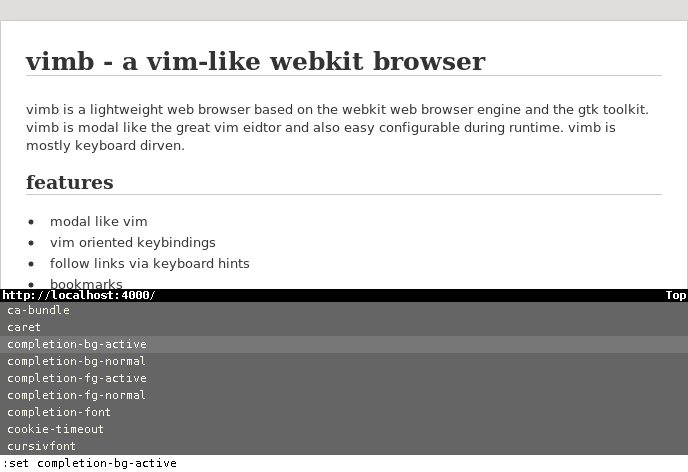 vimb - a vim-like webkit browser
vimb is a lightweight web browser based on the webkit web browser engine and the gtk toolkit.
vimb is modal like the great vim eidtor and also easy configurable during runtime. vimb is
mostly keyboard dirven.
features
• modal like vim
• vim oriented keybindings
• follow links via keyboard hints
• bookmarks
http://localhost:4000/ Top
ca-bundle
caret
completion-bg-active
completion-bg-normal
completion-fg-active
completion-fg-normal
completion-font
cookie-timeout
cursivfont
:set completion-bg-active